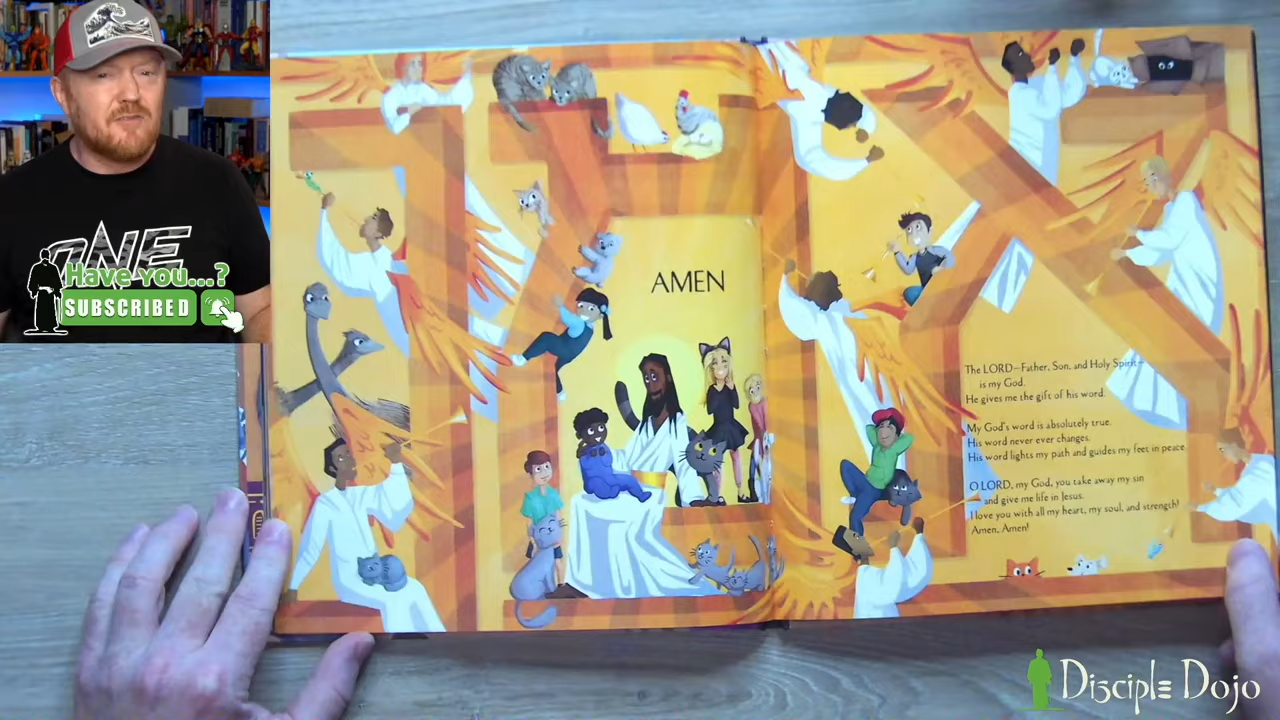 ONE
Have you...?
SUBSCRIBED
AMEN
The LORD—Father, Son, and Holy Spirit—
is my God.
He gives me the gift of his word.
My God's word is absolutely true.
His word never ever changes.
His word lights my path and guides my feet in peace.
O LORD, my God, you take away my sin
and give me life in Jesus.
I love you with all my heart, my soul, and strength!
Amen, Amen!
Disciple Dojo